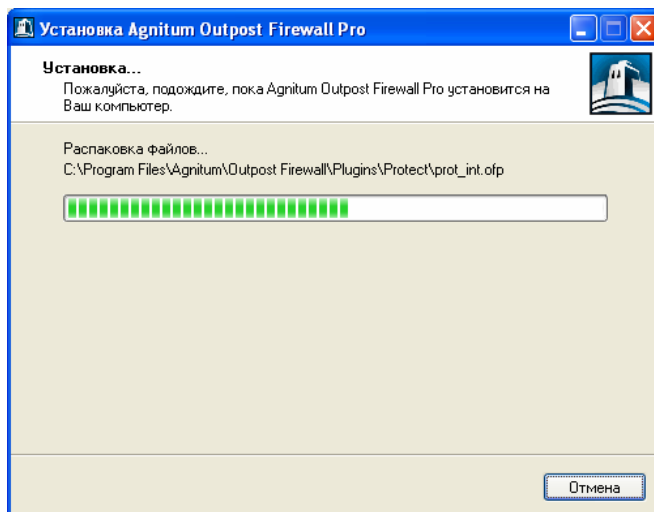 Установка Agnitum Outpost Firewall Pro
Установка...
Пожалуйста, подождите, пока Agnitum Outpost Firewall Pro установится на
Ваш компьютер.
Распаковка файлов...
C:\Program Files\Agnitum\Outpost Firewall\Plugins\Protect\prot_int.ofp
Отмена